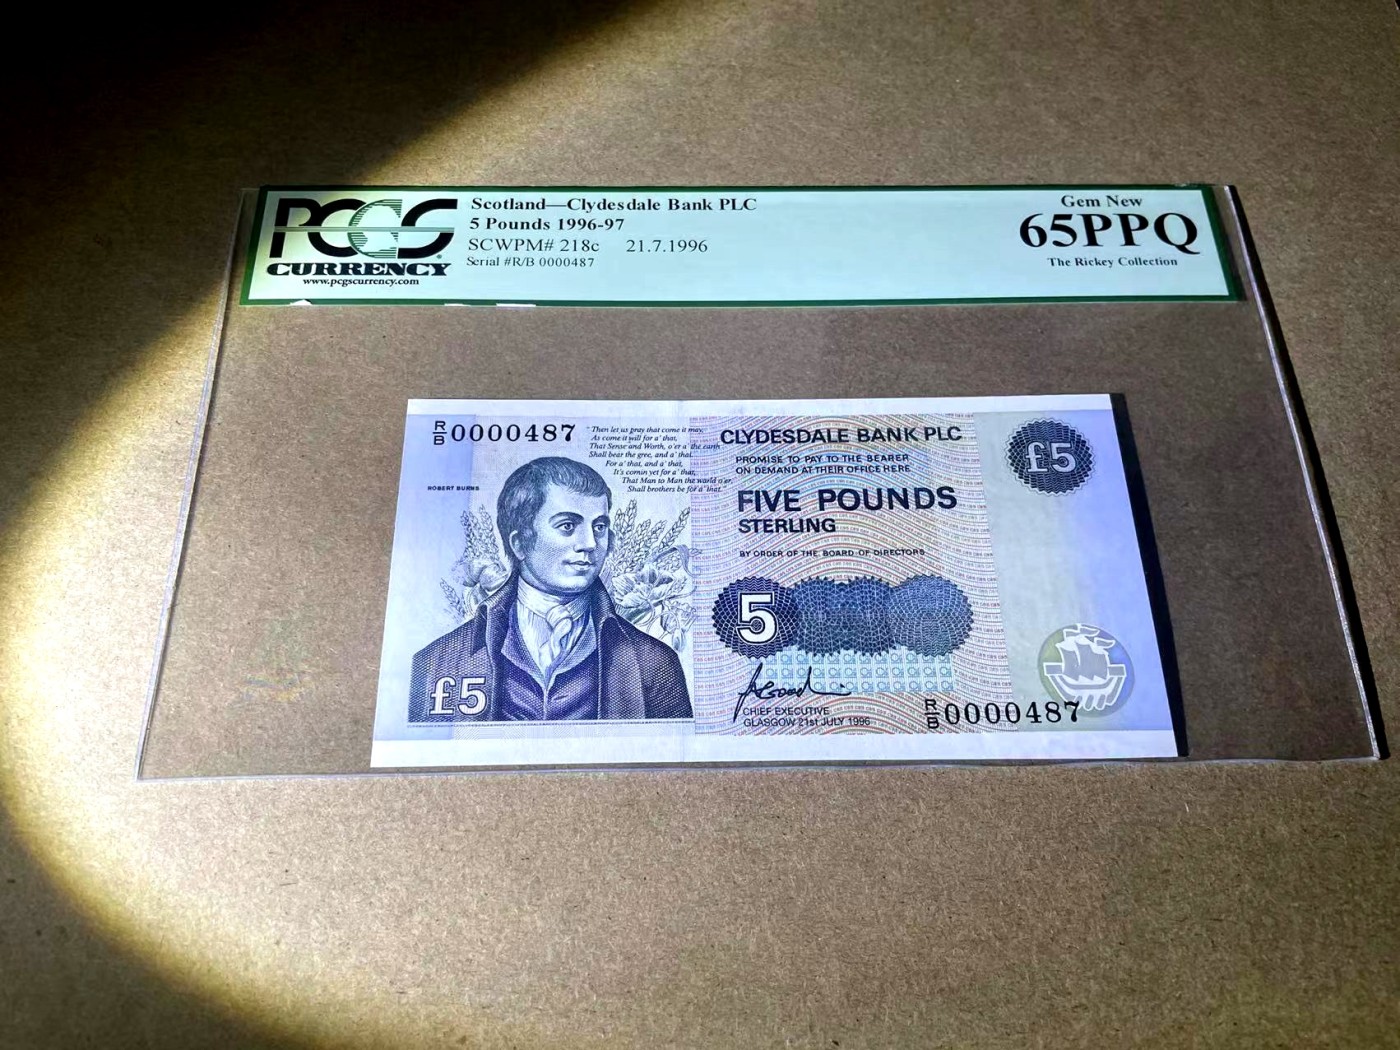 PCGS
CURRENCY
www.pcgscurrency.com
Scotland—Clydesdale Bank PLC
5 Pounds 1996-97
SCWPM# 218c 21.7.1996
Serial #R/B 0000487
Gem New
65PPQ
The Rickey Collection
R/B 0000487
Then let us pray that come it may,
As come it will for a' that,
That Sense and Worth, o'er a' the earth
Shall bear the gree, and a' that.
For a' that, and a' that,
It's comin yet for a' that,
That Man to Man the world o'er,
Shall brothers be for a' that.
ROBERT BURNS
£5
CLYDESDALE BANK PLC
PROMISE TO PAY TO THE BEARER
ON DEMAND AT THEIR OFFICE HERE
FIVE POUNDS
STERLING
BY ORDER OF THE BOARD OF DIRECTORS
5
CHIEF EXECUTIVE
GLASGOW 21st JULY 1996
£5
R/B 0000487